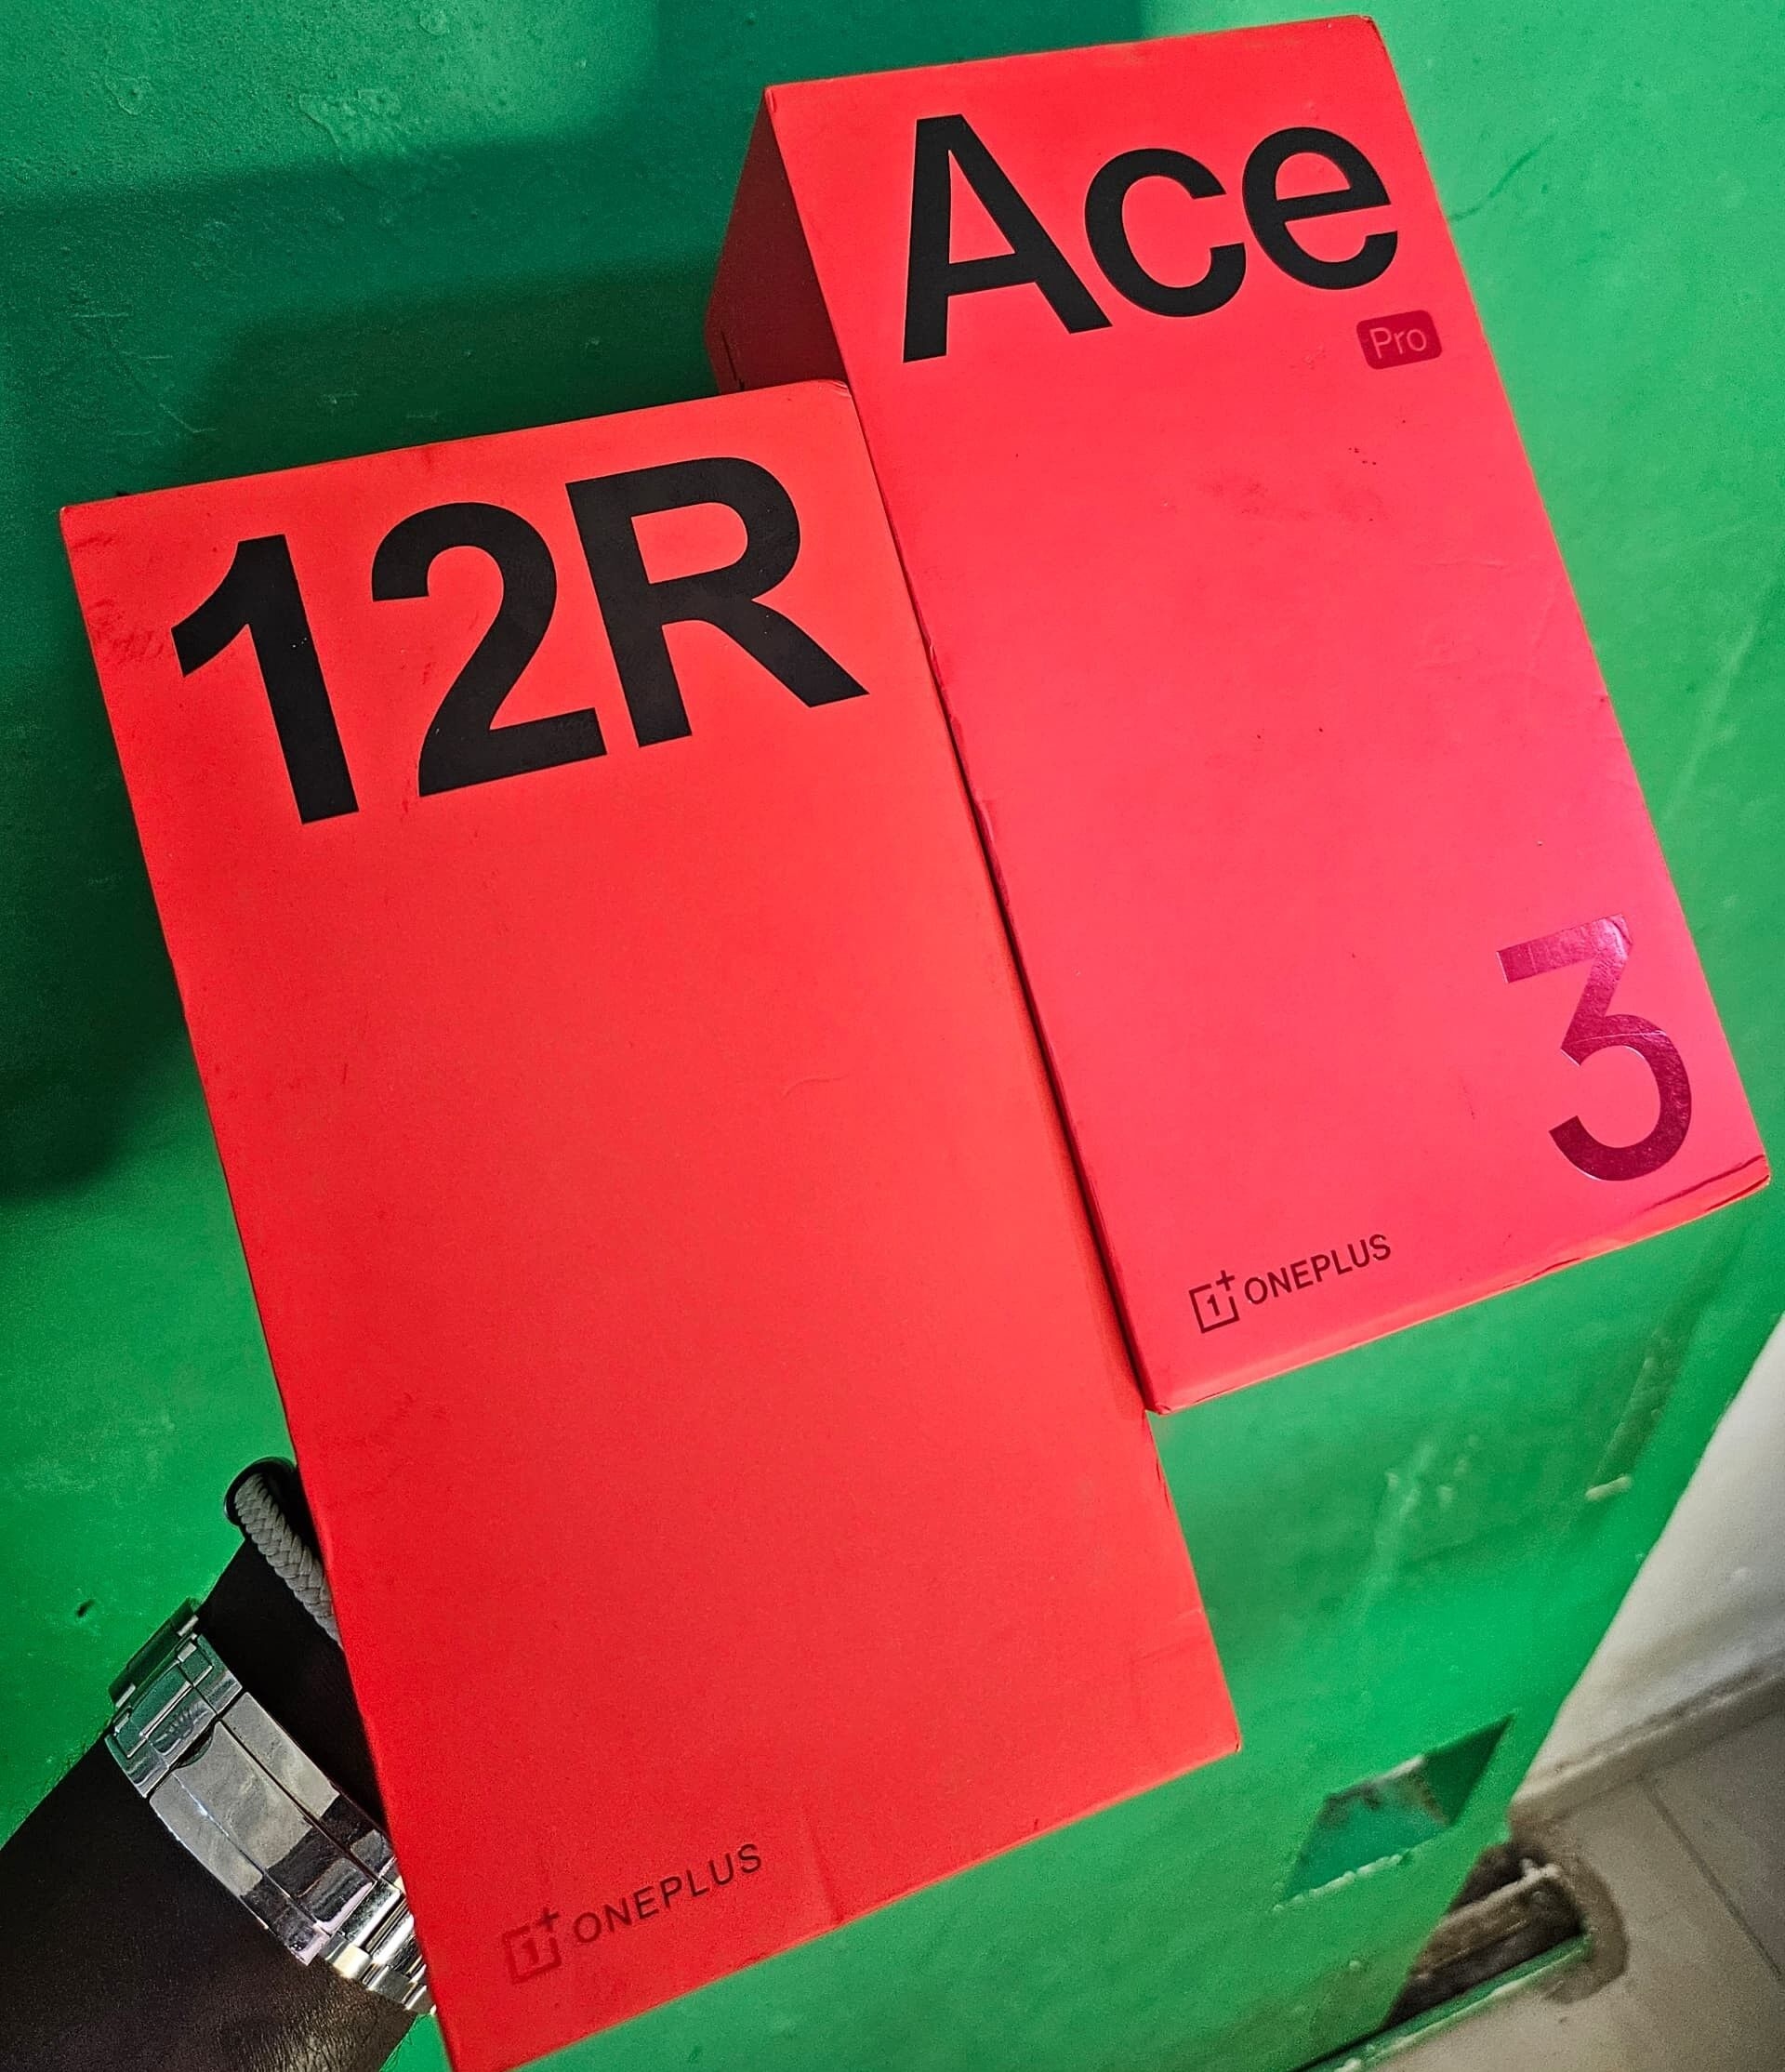 Ace
Pro
3
1+ ONEPLUS
12R
1+ ONEPLUS